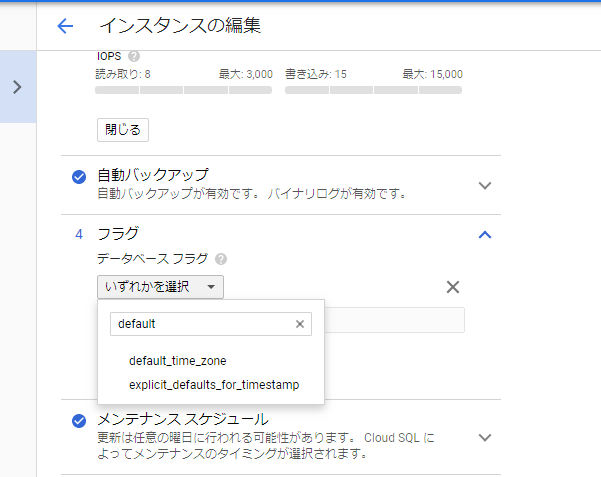 インスタンスの編集
IOPS
読み取り: 8 最大: 3,000 書き込み: 15 最大: 15,000
閉じる
自動バックアップ
自動バックアップが有効です。 バイナリログが有効です。
4 フラグ
データベース フラグ
いずれかを選択
default
default_time_zone
explicit_defaults_for_timestamp
メンテナンス スケジュール
更新は任意の曜日に行われる可能性があります。 Cloud SQL に
よってメンテナンスのタイミングが選択されます。